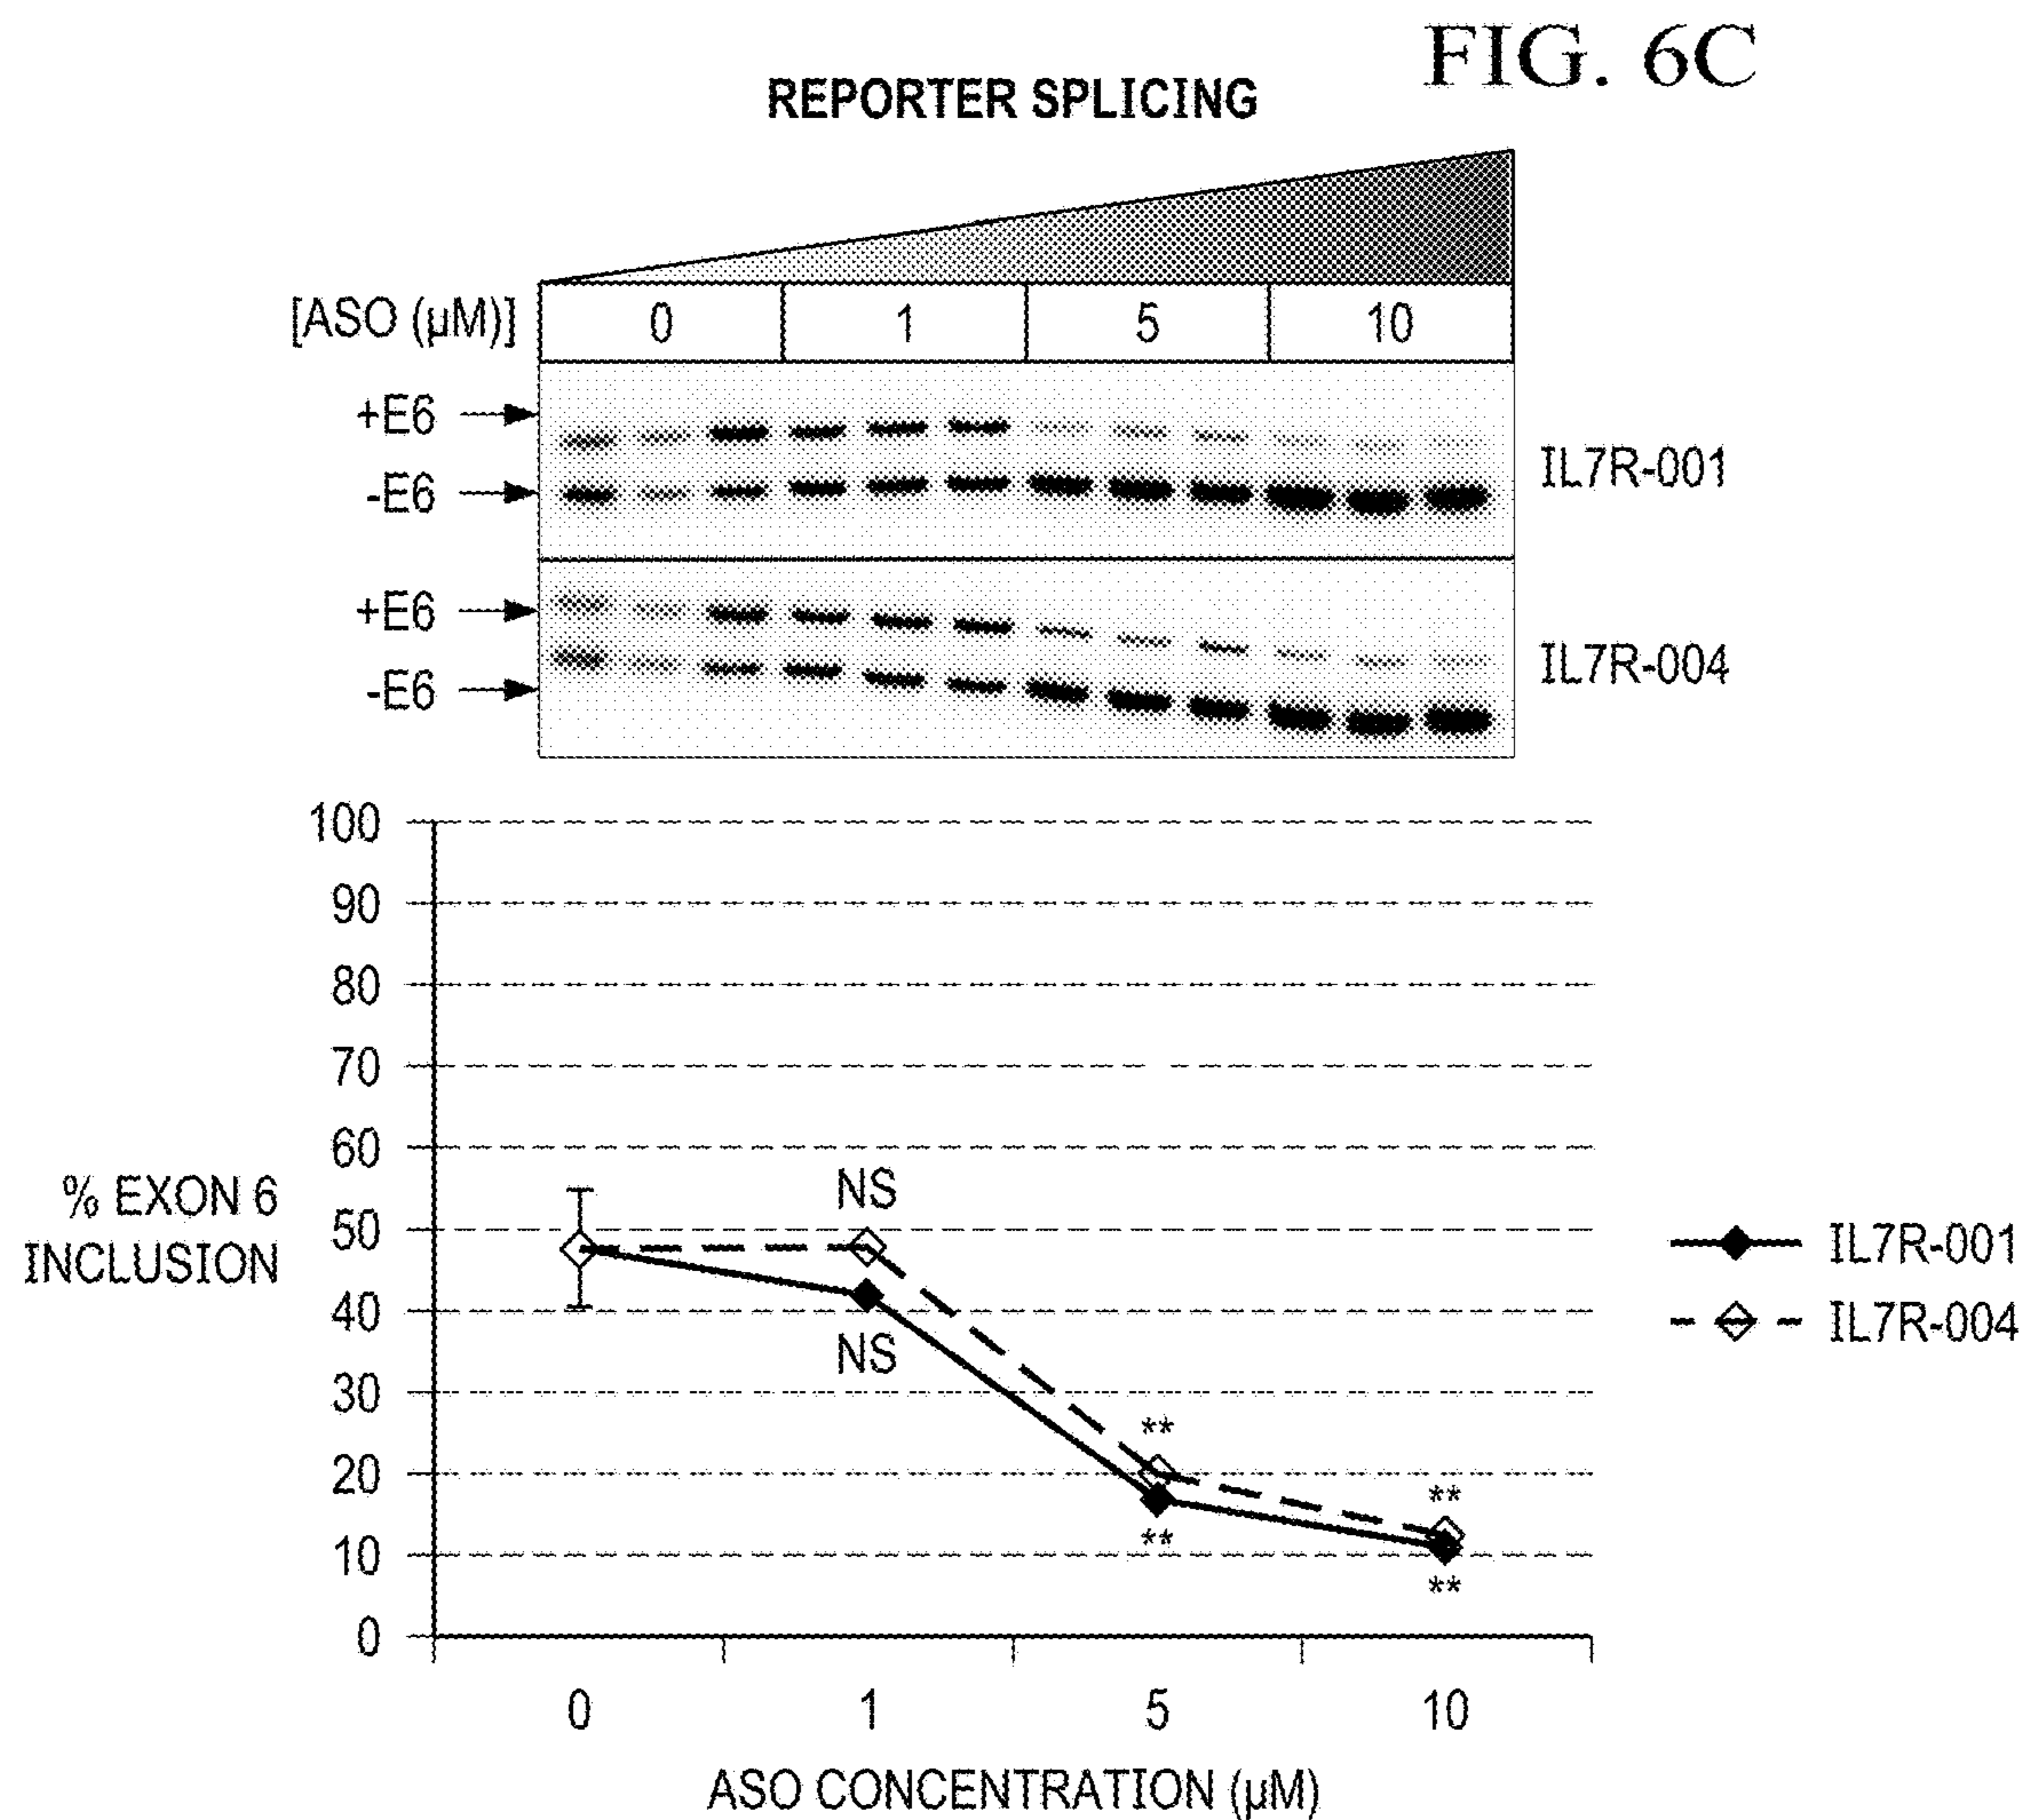 FIG. 6C
REPORTER SPLICING
[ASO (µM)] 0 1 5 10
+E6
-E6
IL7R-001
+E6
-E6
IL7R-004
100
90
80
70
60
50
40
30
20
10
0
% EXON 6
INCLUSION
NS
NS
**
**
**
**
IL7R-001
IL7R-004
0 1 5 10
ASO CONCENTRATION (µM)